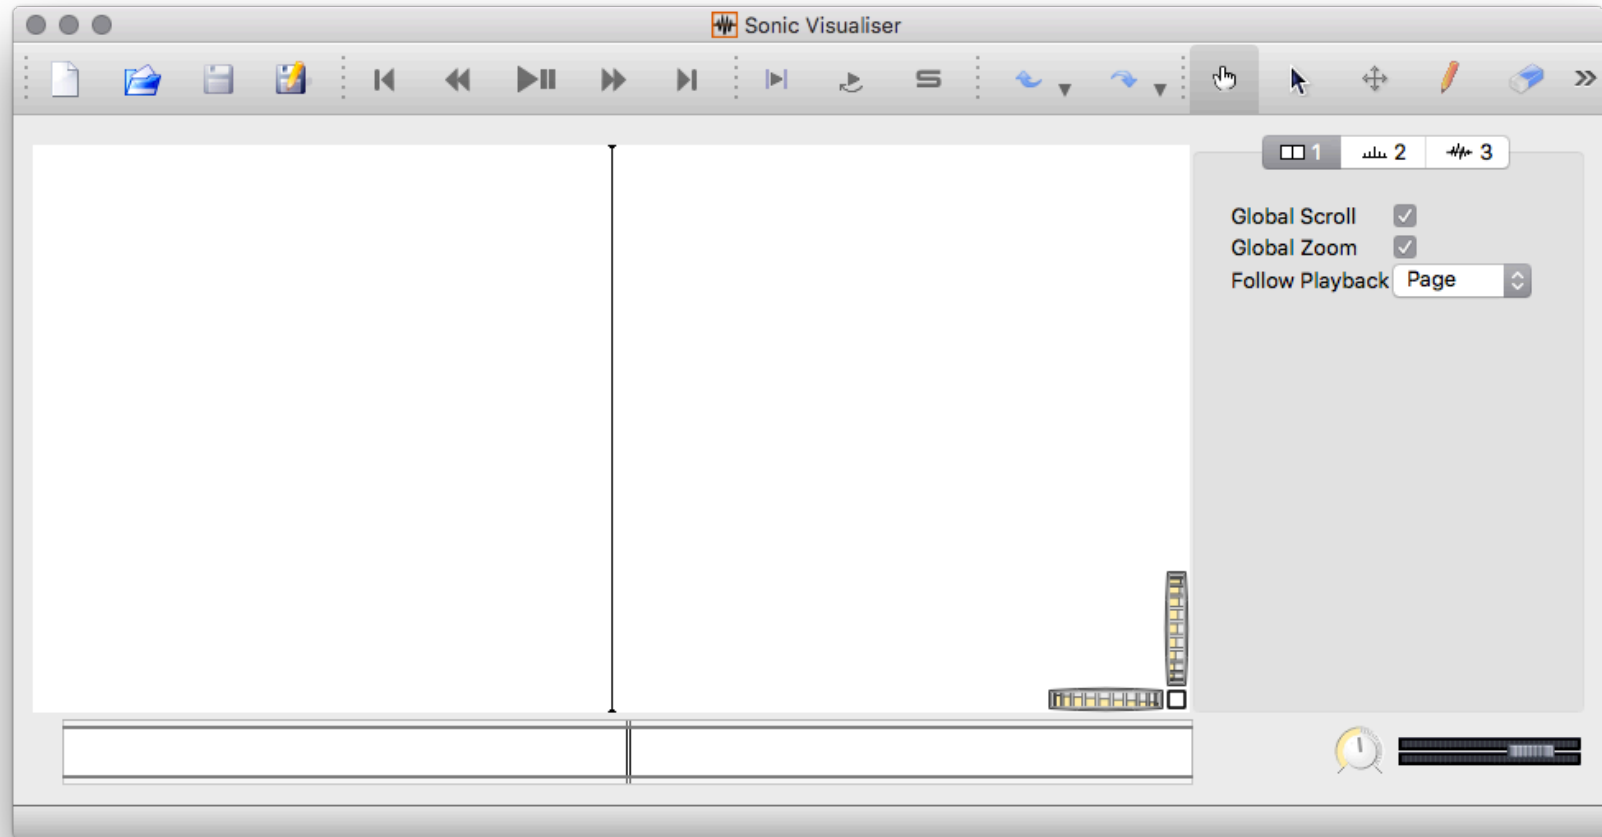 Sonic Visualiser
1 2 3
Global Scroll
Global Zoom
Follow Playback Page